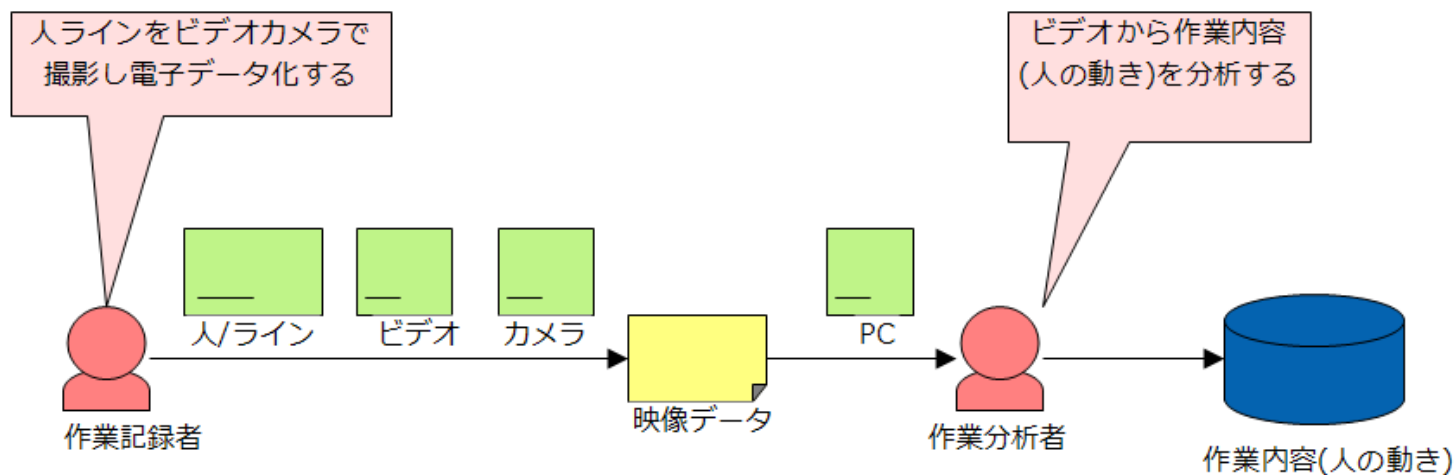 人ラインをビデオカメラで
撮影し電子データ化する
ビデオから作業内容
(人の動き)を分析する
人/ライン
ビデオ
カメラ
PC
作業記録者
映像データ
作業分析者
作業内容(人の動き)